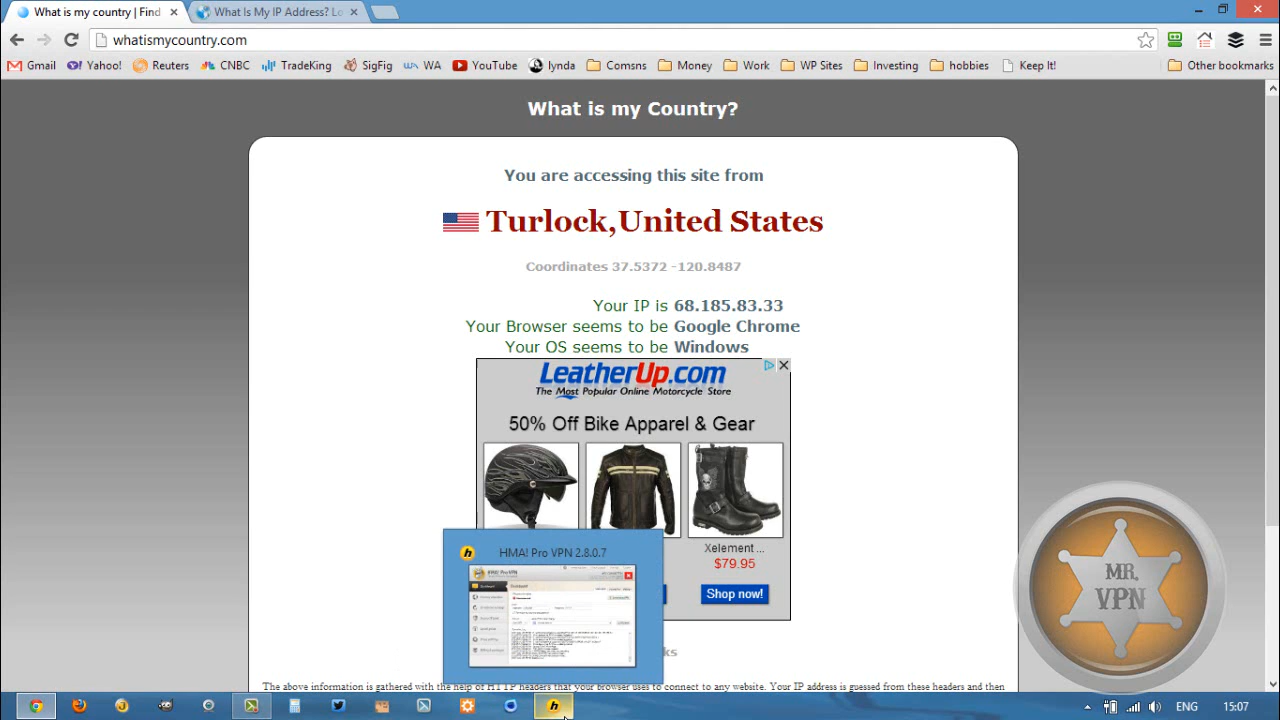 What is my country | Find
What Is My IP Address? Lo
whatismycountry.com
Gmail Yahoo! Reuters CNBC TradeKing SigFig WA YouTube lynda Comsns Money Work WP Sites Investing hobbies Keep It! Other bookmarks
What is my Country?
You are accessing this site from
Turlock,United States
Coordinates 37.5372 -120.8487
Your IP is 68.185.83.33
Your Browser seems to be Google Chrome
Your OS seems to be Windows
LeatherUp.com
The Most Popular Online Motorcycle Store
50% Off Bike Apparel & Gear
Xelement ...
$79.95
Shop now!
HMA! Pro VPN 2.8.0.7
ks
The above information is gathered with the help of HTTP headers that your browser uses to connect to any website. Your IP address is guessed from these headers and then
MR.
VPN
ENG 15:07